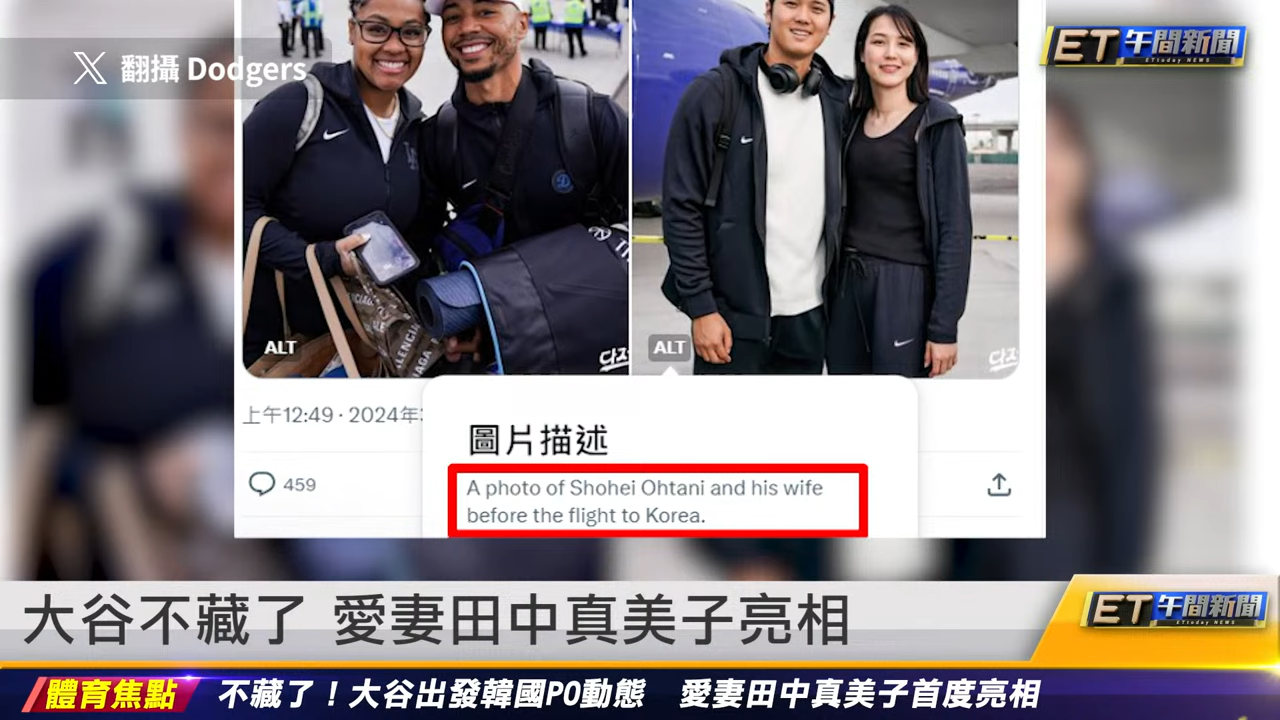 翻攝 Dodgers
ET午間新聞
ETtoday NEWS
ALT
ALT
上午12:49 · 2024年
圖片描述
459
A photo of Shohei Ohtani and his wife
before the flight to Korea.
大谷不藏了 愛妻田中真美子亮相
ET午間新聞
ETtoday NEWS
體育焦點 不藏了！大谷出發韓國PO動態 愛妻田中真美子首度亮相